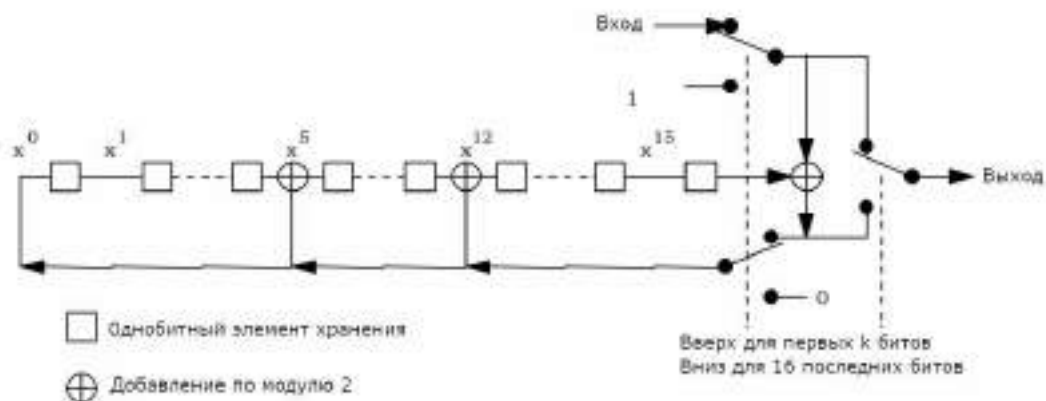 Вход
1
x0 x1 x5 x12 x15
Выход
0
Однобитный элемент хранения
Вверх для первых k битов
Вниз для 16 последних битов
Добавление по модулю 2